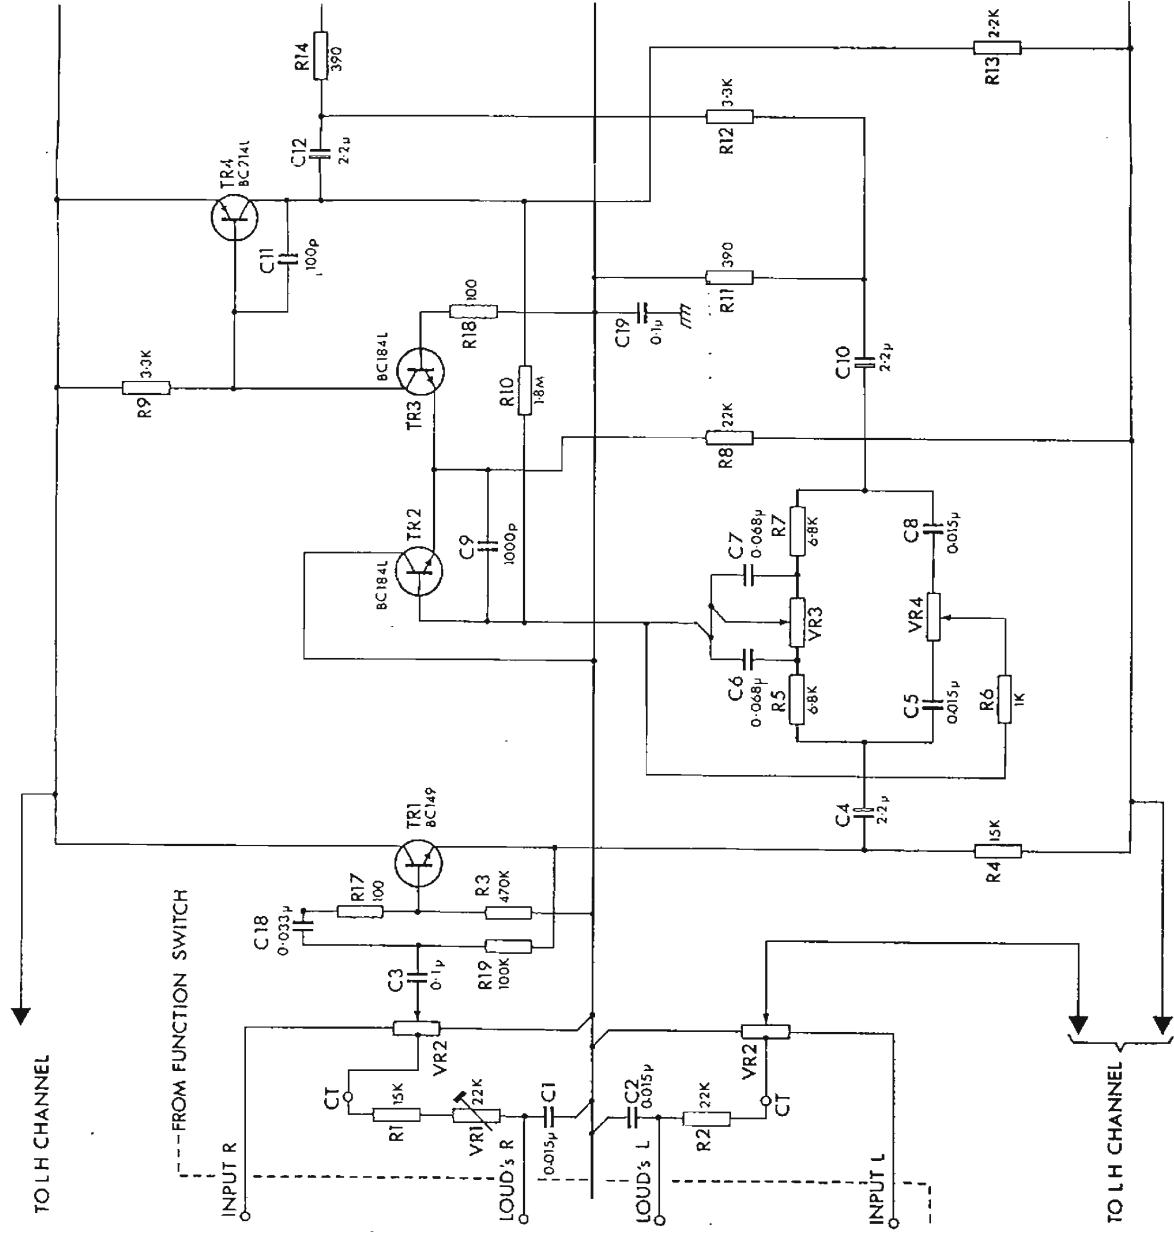 TO LH CHANNEL
FROM FUNCTION SWITCH
INPUT R
LOUD's R
LOUD's L
INPUT L
TO LH CHANNEL
CT
R1
15K
VR1
22K
C1
0·015µ
VR2
C2
0.015µ
R2
22K
CT
VR2
C3
0·1µ
C18
0·033µ
R17
100
R19
100K
R3
470K
TR1
BC149
R4
15K
C4
2·2µ
R5
6·8K
C6
0·068µ
C7
0·068µ
R7
6·8K
VR3
C5
0·015µ
VR4
C8
0·015µ
R6
1K
BC184L
TR2
C9
1000p
BC184L
TR3
R18
100
R10
1·8M
R9
3·3K
C11
100p
TR4
BC214L
C12
2·2µ
R14
390
C19
0·1µ
R8
22K
C10
2·2µ
R11
390
R12
3·3K
R13
2·2K